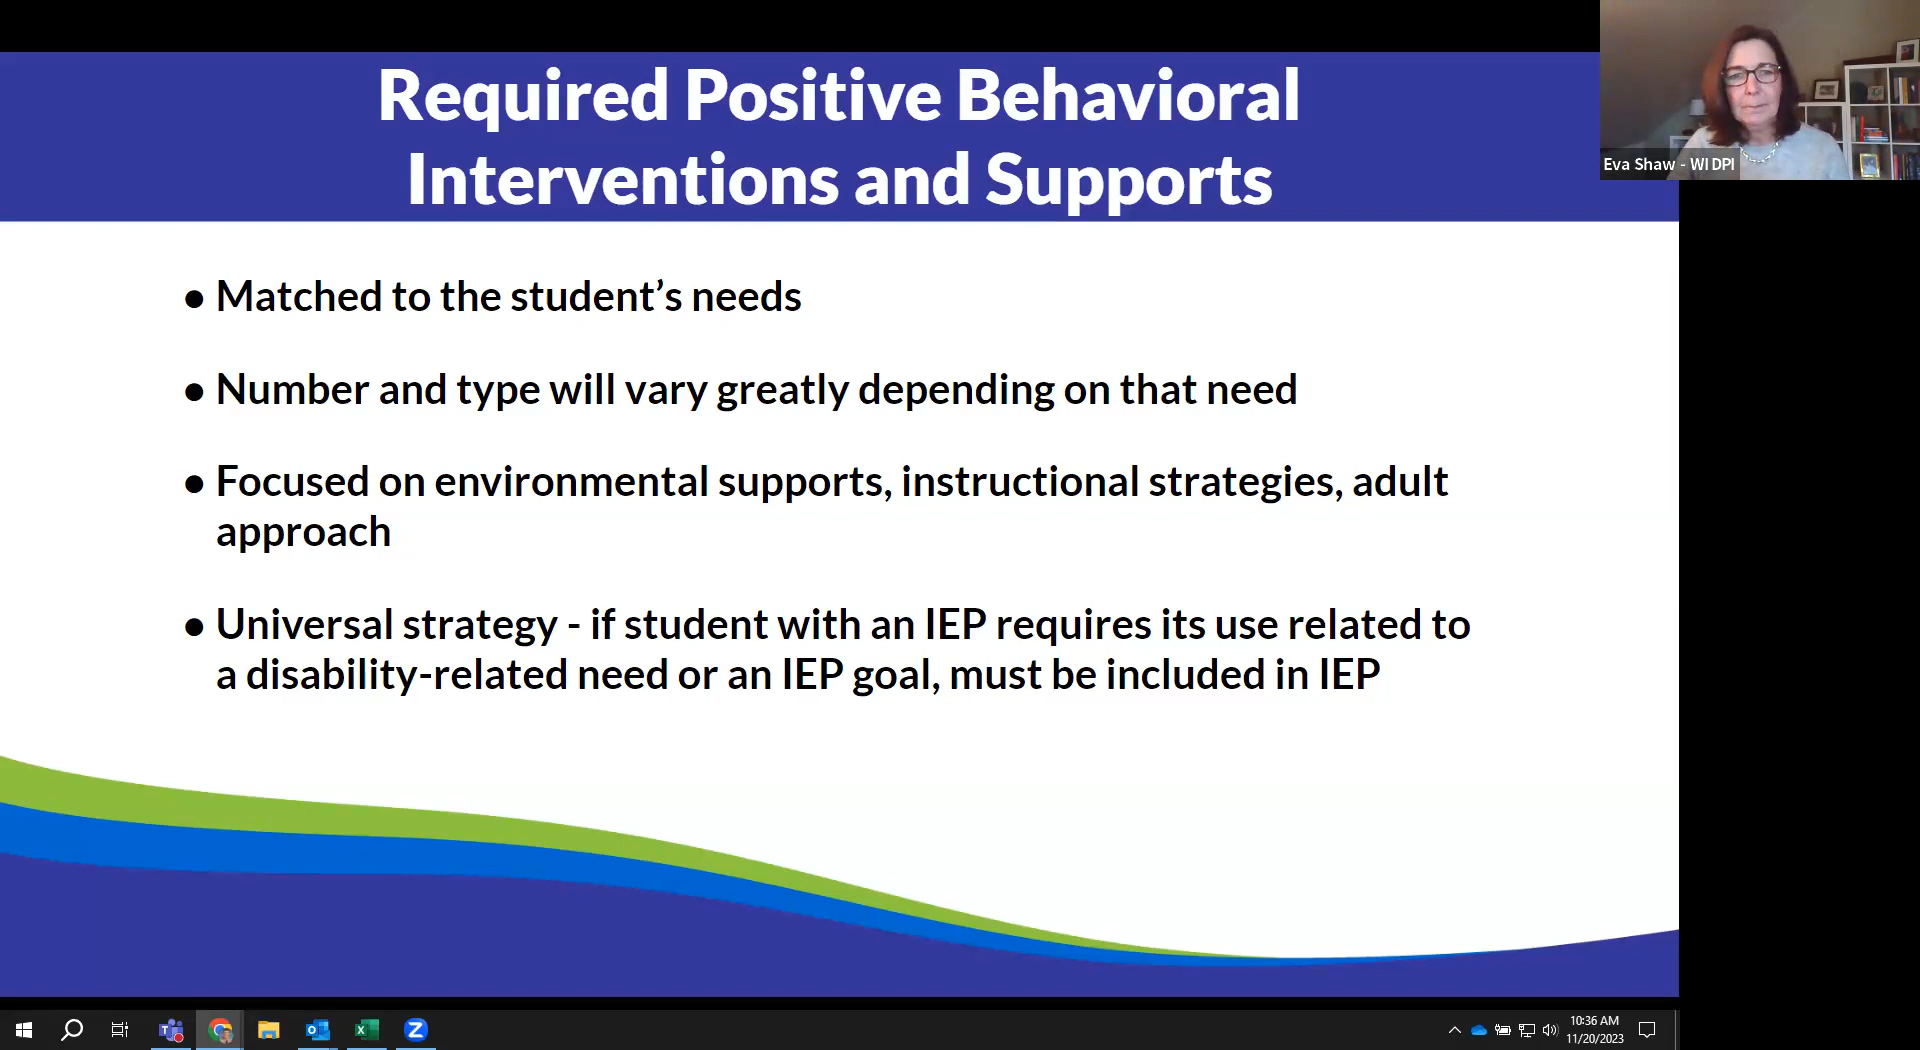 Required Positive Behavioral
Interventions and Supports
Eva Shaw - WI DPI
● Matched to the student’s needs
● Number and type will vary greatly depending on that need
● Focused on environmental supports, instructional strategies, adult
approach
● Universal strategy - if student with an IEP requires its use related to
a disability-related need or an IEP goal, must be included in IEP
10:36 AM
11/20/2023